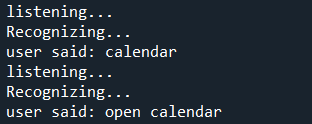 listening...
Recognizing...
user said: calendar
listening...
Recognizing...
user said: open calendar